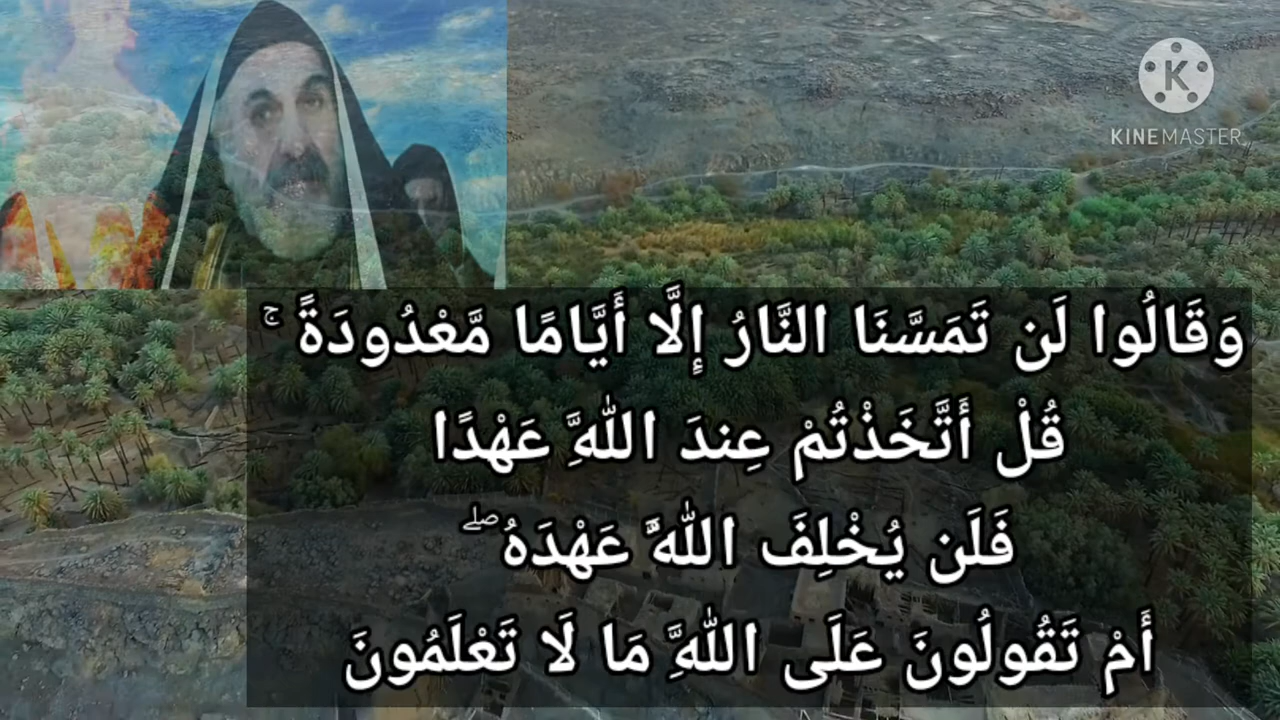 KINEMASTER
وَقَالُوا لَن تَمَسَّنَا النَّارُ إِلَّا أَيَّامًا مَّعْدُودَةً ۚ
قُلْ أَتَّخَذْتُمْ عِندَ اللَّهِ عَهْدًا
فَلَن يُخْلِفَ اللَّهُ عَهْدَهُ ۖ
أَمْ تَقُولُونَ عَلَى اللَّهِ مَا لَا تَعْلَمُونَ